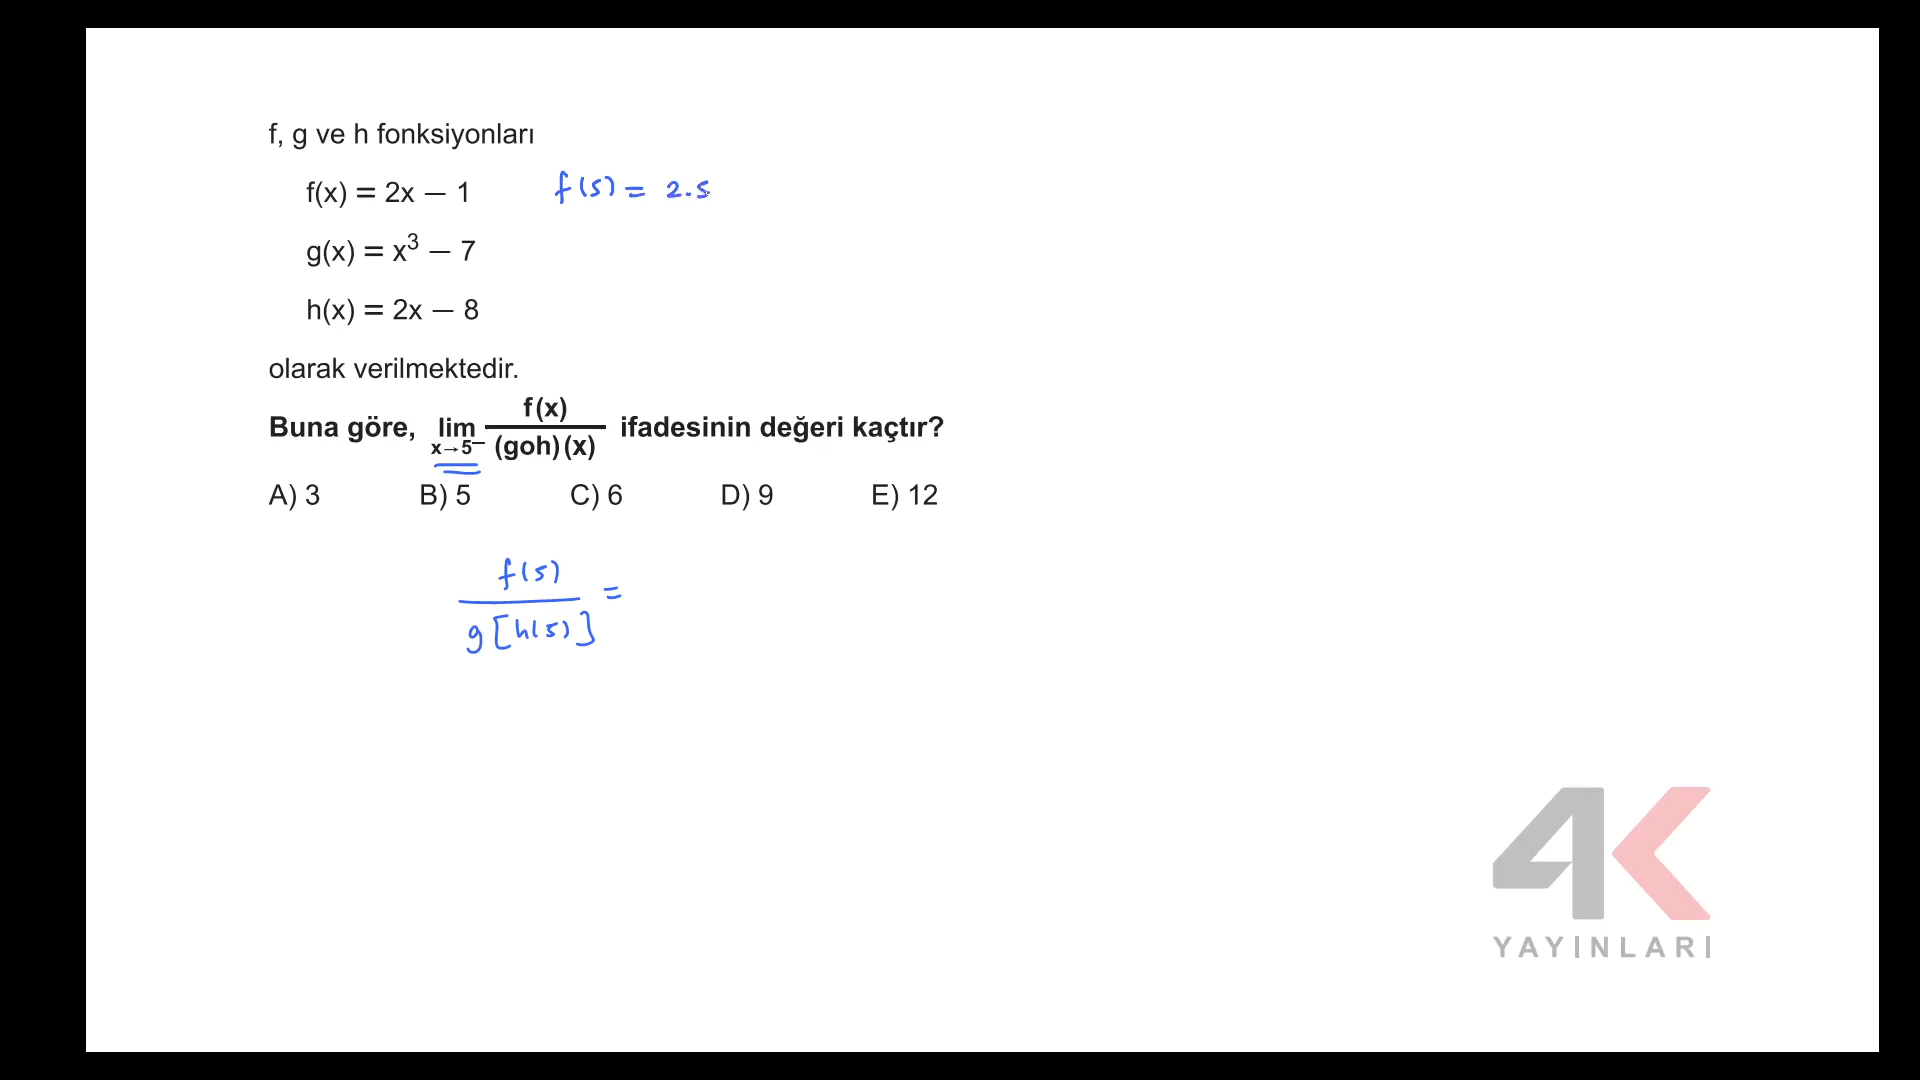 f, g ve h fonksiyonları
f(x) = 2x − 1 f(5) = 2.5
g(x) = x³ − 7
h(x) = 2x − 8
olarak verilmektedir.
Buna göre, lim x→5⁻ f(x) / (goh)(x) ifadesinin değeri kaçtır?
A) 3 B) 5 C) 6 D) 9 E) 12
f(5) / g[h(5)] =
4K
YAYINLARI